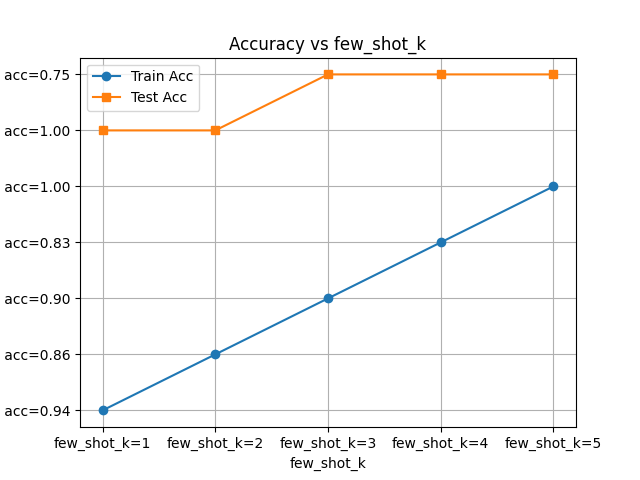 Accuracy vs few_shot_k
Train Acc
Test Acc
acc=0.75
acc=1.00
acc=1.00
acc=0.83
acc=0.90
acc=0.86
acc=0.94
few_shot_k=1 few_shot_k=2 few_shot_k=3 few_shot_k=4 few_shot_k=5
few_shot_k